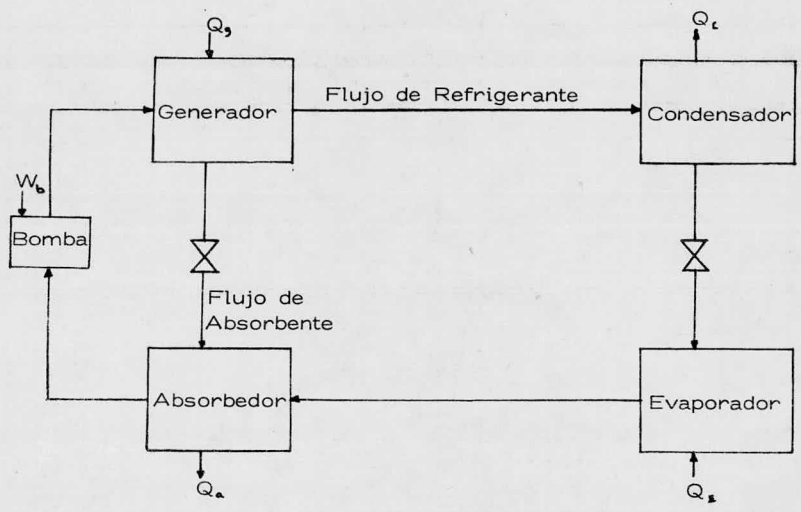 Qg
Qc
Generador
Flujo de Refrigerante
Condensador
Wb
Bomba
Flujo de
Absorbente
Absorbedor
Evaporador
Qa
QE